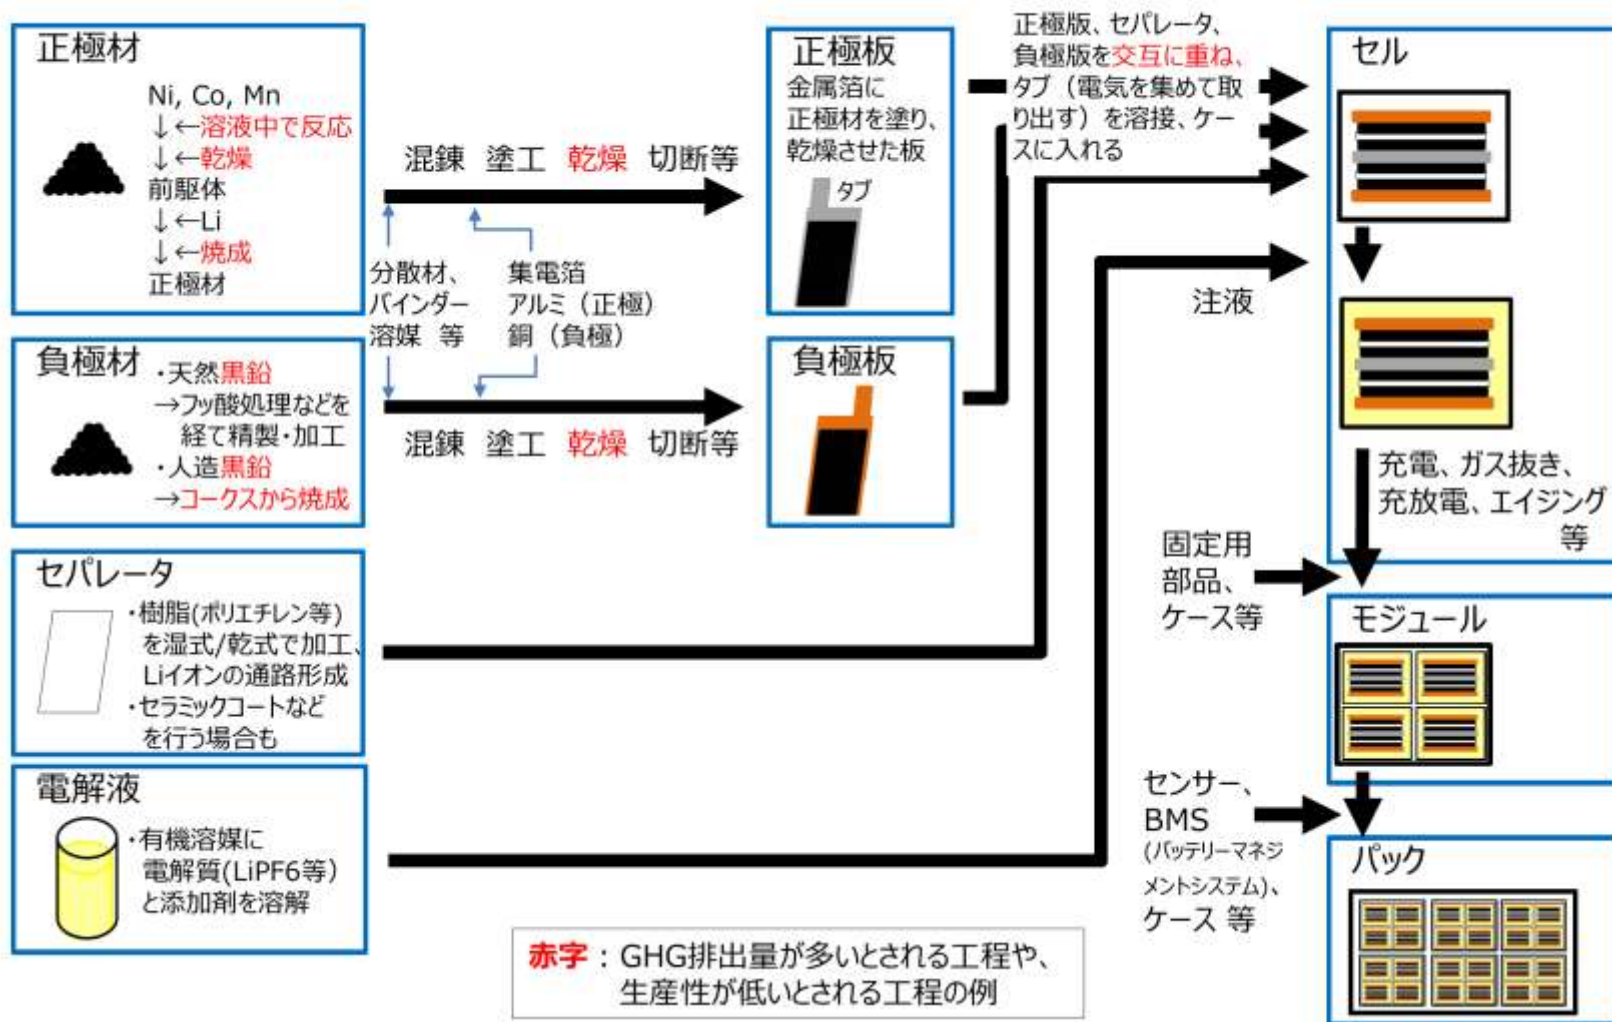 正極材
Ni, Co, Mn
↓←溶液中で反応
↓←乾燥
前駆体
↓←Li
↓←焼成
正極材
負極材
・天然黒鉛
→フッ酸処理などを
経て精製・加工
・人造黒鉛
→コークスから焼成
セパレータ
・樹脂(ポリエチレン等)
を湿式/乾式で加工、
Liイオンの通路形成
・セラミックコートなど
を行う場合も
電解液
・有機溶媒に
電解質(LiPF6等)
と添加剤を溶解
混錬 塗工 乾燥 切断等
分散材、
バインダー
溶媒 等
集電箔
アルミ（正極）
銅（負極）
混錬 塗工 乾燥 切断等
正極板
金属箔に
正極材を塗り、
乾燥させた板
タブ
負極板
正極版、セパレータ、
負極版を交互に重ね、
タブ（電気を集めて取
り出す）を溶接、ケー
スに入れる
注液
セル
充電、ガス抜き、
充放電、エイジング
等
固定用
部品、
ケース等
モジュール
センサー、
BMS
(バッテリーマネジ
メントシステム)、
ケース 等
パック
赤字：GHG排出量が多いとされる工程や、
生産性が低いとされる工程の例